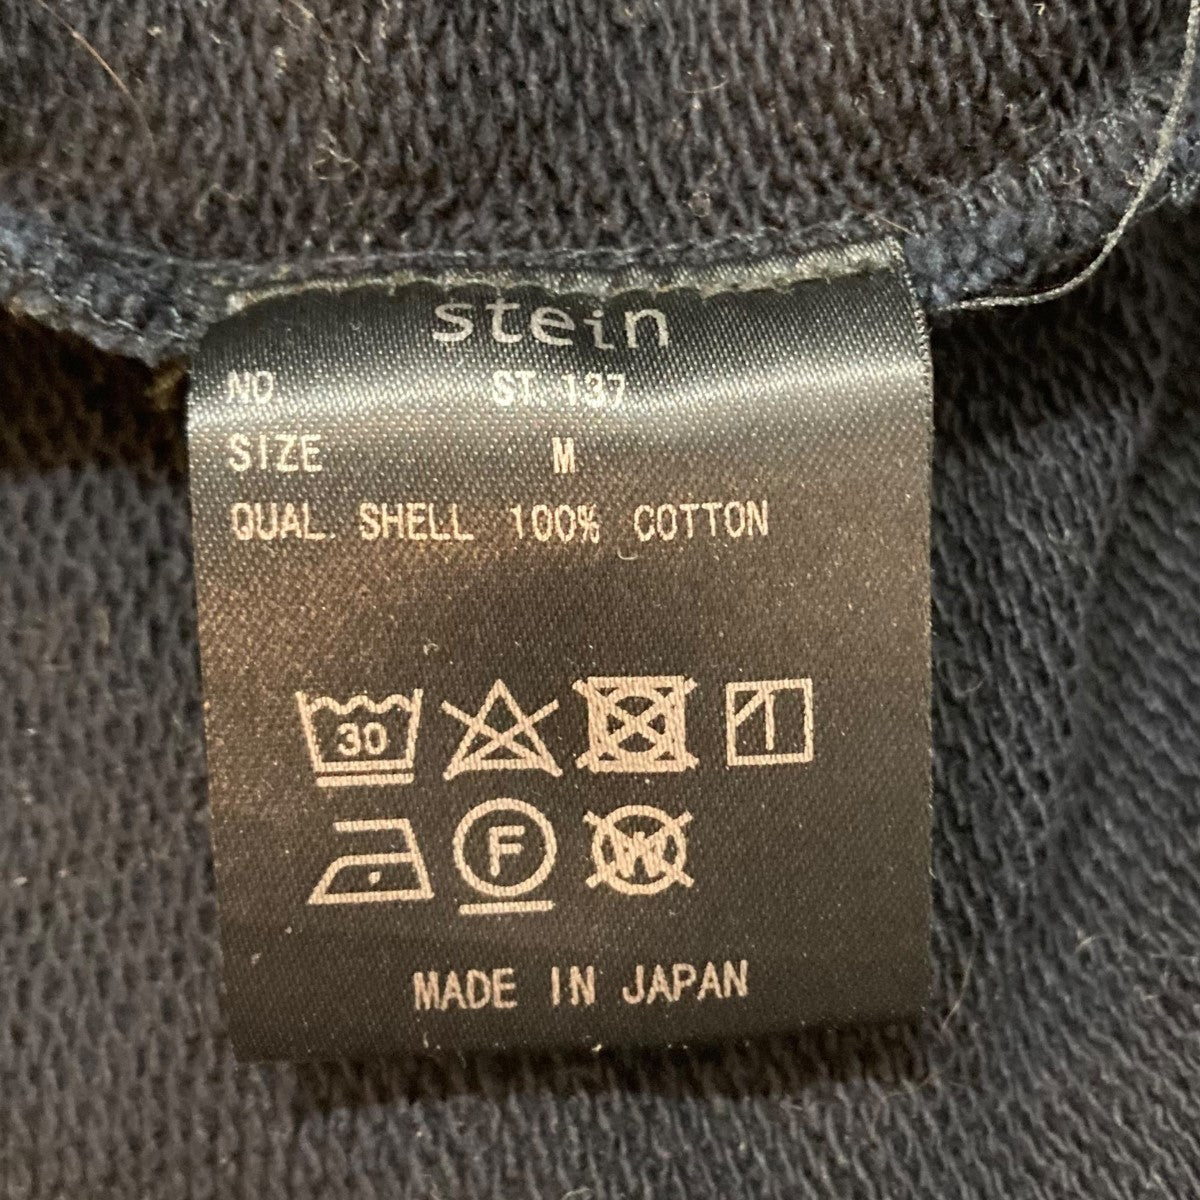 stein
NO ST.137
SIZE M
QUAL. SHELL 100% COTTON
30
F
W
MADE IN JAPAN